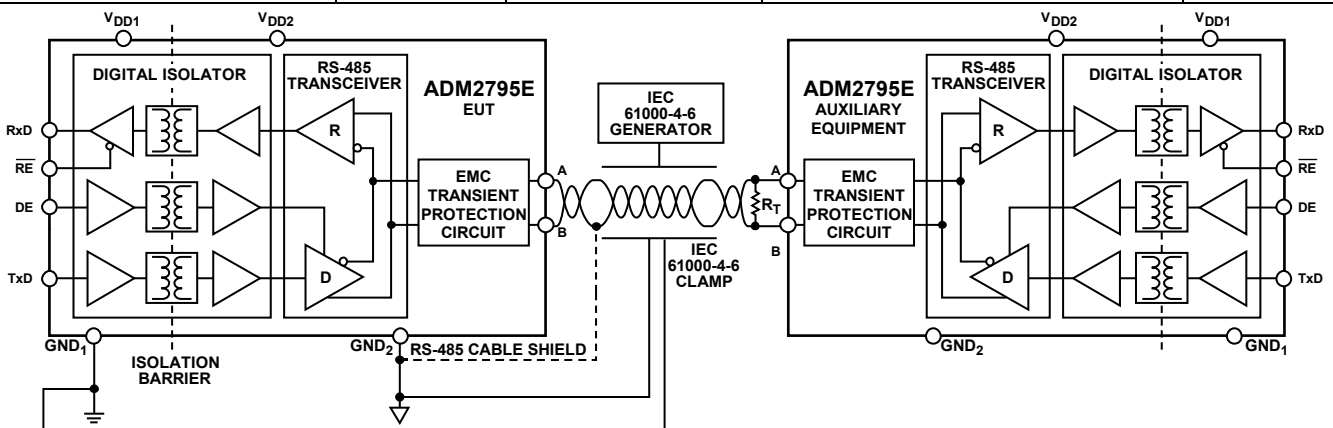 VDD1
VDD2
DIGITAL ISOLATOR
RS-485
TRANSCEIVER
ADM2795E
EUT
RxD
RE
DE
TxD
R
D
EMC
TRANSIENT
PROTECTION
CIRCUIT
A
B
GND1
GND2
ISOLATION
BARRIER
RS-485 CABLE SHIELD
IEC
61000-4-6
GENERATOR
IEC
61000-4-6
CLAMP
RT
VDD2
VDD1
ADM2795E
AUXILIARY
EQUIPMENT
RS-485
TRANSCEIVER
DIGITAL ISOLATOR
A
B
EMC
TRANSIENT
PROTECTION
CIRCUIT
R
D
RxD
RE
DE
TxD
GND2
GND1